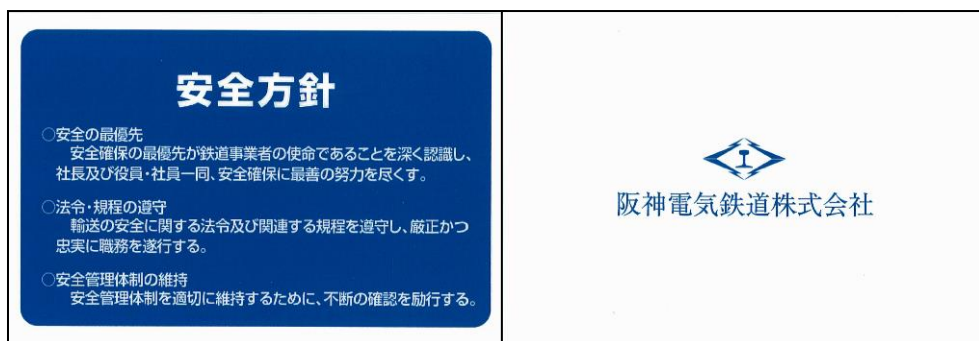 安全方針
○安全の最優先
安全確保の最優先が鉄道事業者の使命であることを深く認識し、
社長及び役員・社員一同、安全確保に最善の努力を尽くす。
○法令・規程の遵守
輸送の安全に関する法令及び関連する規程を遵守し、厳正かつ
忠実に職務を遂行する。
○安全管理体制の維持
安全管理体制を適切に維持するために、不断の確認を励行する。
阪神電気鉄道株式会社